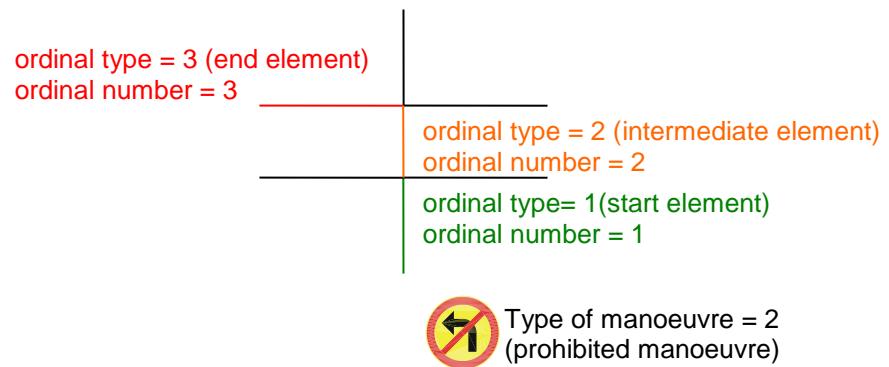 ordinal type = 3 (end element)
ordinal number = 3
ordinal type = 2 (intermediate element)
ordinal number = 2
ordinal type= 1(start element)
ordinal number = 1
Type of manoeuvre = 2
(prohibited manoeuvre)